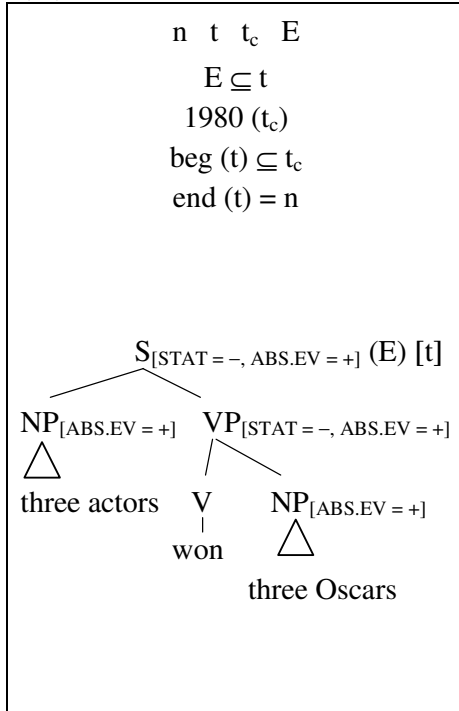 n t t_c E
E ⊆ t
1980 (t_c)
beg (t) ⊆ t_c
end (t) = n
S[STAT = −, ABS.EV = +] (E) [t]
NP[ABS.EV = +] VP[STAT = −, ABS.EV = +]
three actors V NP[ABS.EV = +]
won
three Oscars